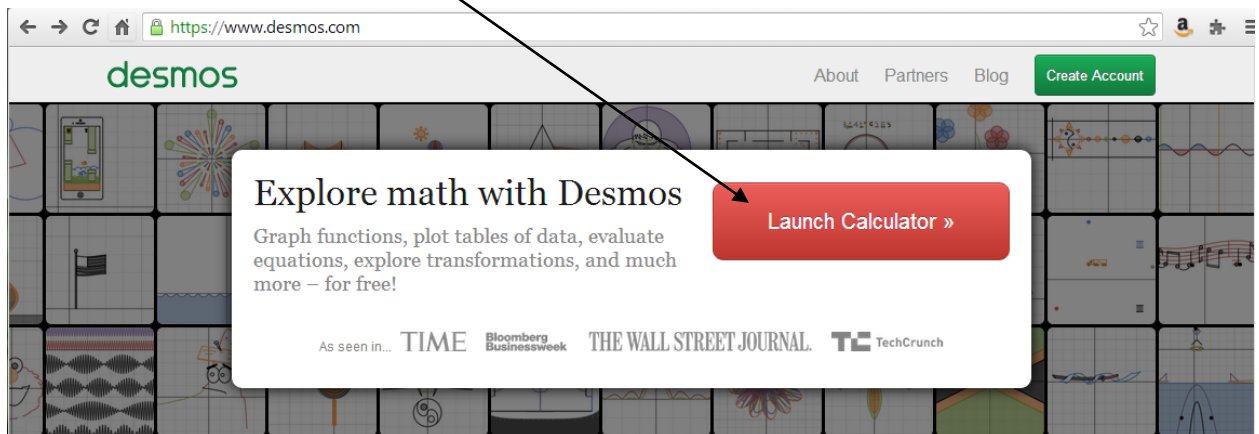 https://www.desmos.com
desmos
About Partners Blog Create Account
Explore math with Desmos
Graph functions, plot tables of data, evaluate
equations, explore transformations, and much
more – for free!
Launch Calculator »
As seen in... TIME Bloomberg Businessweek THE WALL STREET JOURNAL. TC TechCrunch